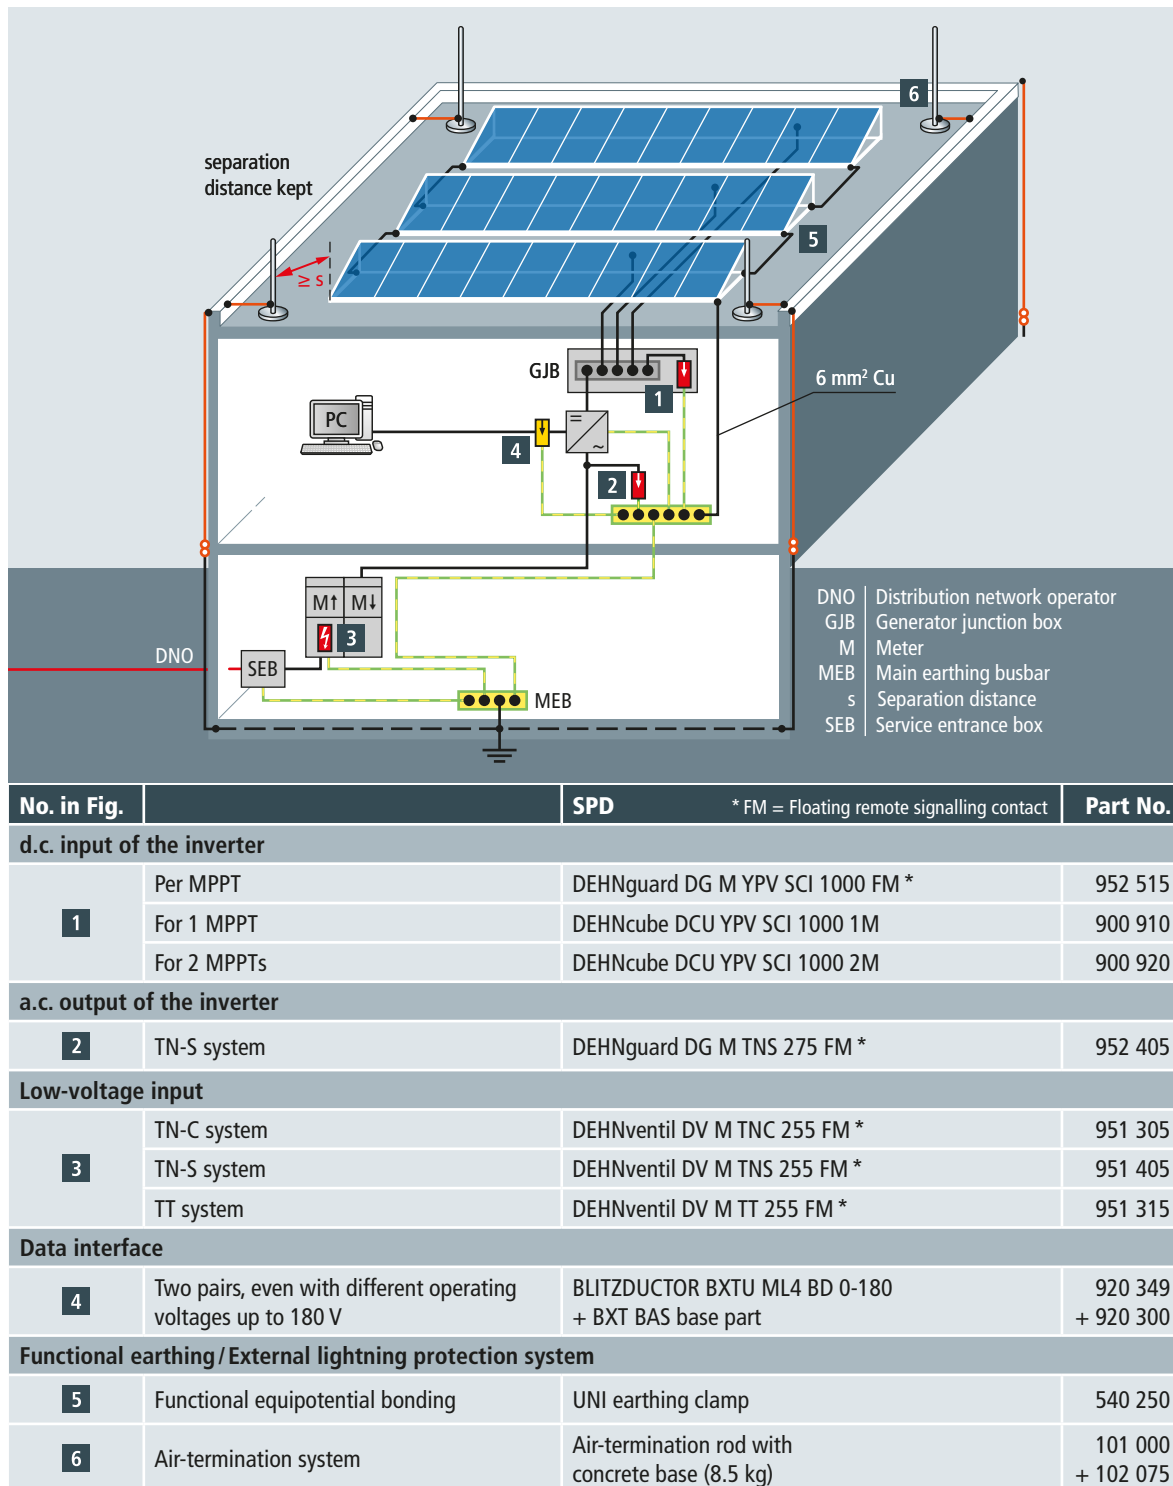 6
separation
distance kept
5
≥ s
GJB
1
6 mm² Cu
PC
=
~
4
2
M↑ M↓
3
DNO
SEB
MEB
DNO Distribution network operator
GJB Generator junction box
M Meter
MEB Main earthing busbar
s Separation distance
SEB Service entrance box
No. in Fig. SPD * FM = Floating remote signalling contact Part No.
d.c. input of the inverter
1
Per MPPT DEHNguard DG M YPV SCI 1000 FM * 952 515
For 1 MPPT DEHNcube DCU YPV SCI 1000 1M 900 910
For 2 MPPTs DEHNcube DCU YPV SCI 1000 2M 900 920
a.c. output of the inverter
2 TN-S system DEHNguard DG M TNS 275 FM * 952 405
Low-voltage input
3
TN-C system DEHNventil DV M TNC 255 FM * 951 305
TN-S system DEHNventil DV M TNS 255 FM * 951 405
TT system DEHNventil DV M TT 255 FM * 951 315
Data interface
4
Two pairs, even with different operating BLITZDUCTOR BXTU ML4 BD 0-180 920 349
voltages up to 180 V + BXT BAS base part + 920 300
Functional earthing / External lightning protection system
5 Functional equipotential bonding UNI earthing clamp 540 250
6 Air-termination system
Air-termination rod with 101 000
concrete base (8.5 kg) + 102 075